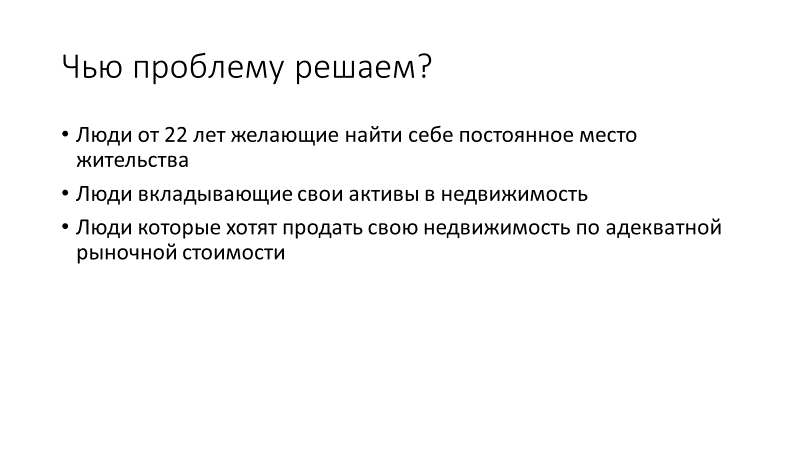 Чью проблему решаем?
• Люди от 22 лет желающие найти себе постоянное место
жительства
• Люди вкладывающие свои активы в недвижимость
• Люди которые хотят продать свою недвижимость по адекватной
рыночной стоимости